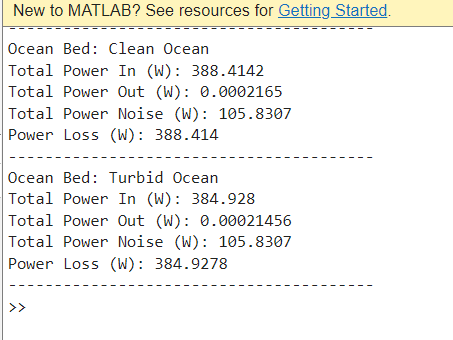 New to MATLAB? See resources for Getting Started.
---------------------------------------
Ocean Bed: Clean Ocean
Total Power In (W): 388.4142
Total Power Out (W): 0.0002165
Total Power Noise (W): 105.8307
Power Loss (W): 388.414
---------------------------------------
Ocean Bed: Turbid Ocean
Total Power In (W): 384.928
Total Power Out (W): 0.00021456
Total Power Noise (W): 105.8307
Power Loss (W): 384.9278
---------------------------------------
>>